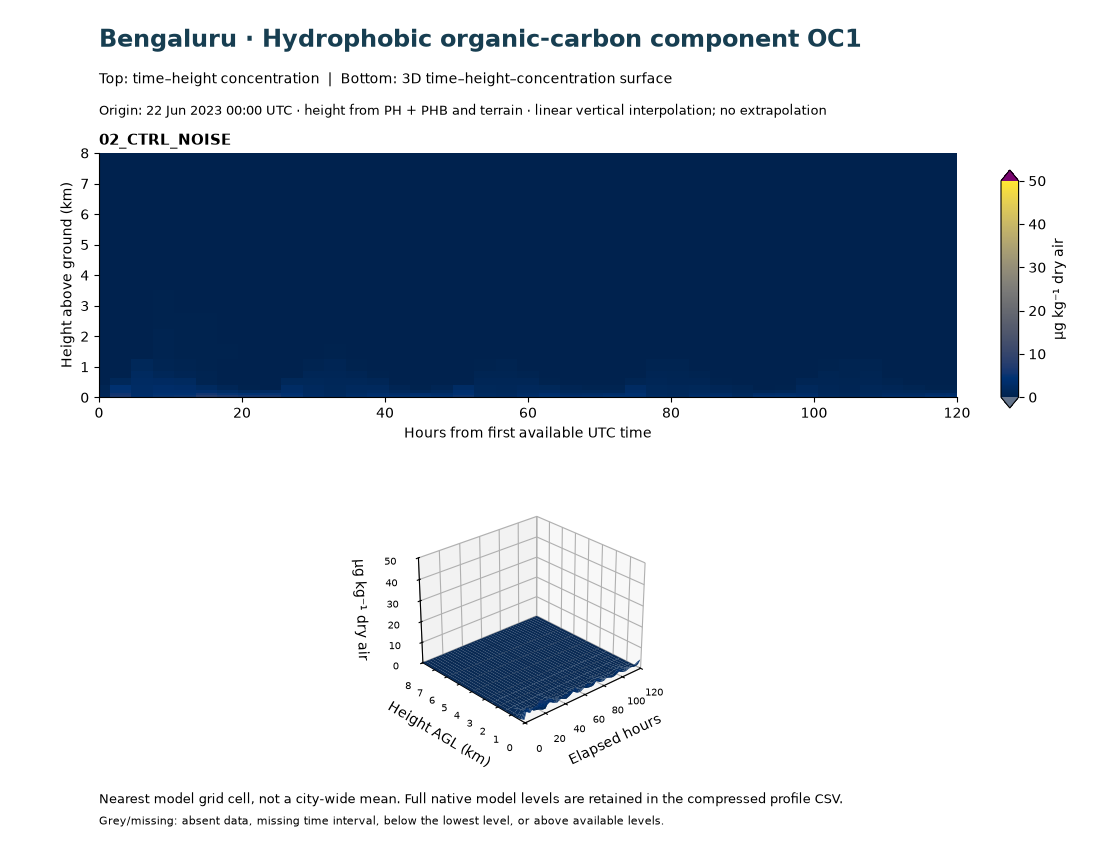 Bengaluru · Hydrophobic organic-carbon component OC1
Top: time–height concentration | Bottom: 3D time–height–concentration surface
Origin: 22 Jun 2023 00:00 UTC · height from PH + PHB and terrain · linear vertical interpolation; no extrapolation
02_CTRL_NOISE
8
7
6
5
4
3
2
1
0
Height above ground (km)
0 20 40 60 80 100 120
Hours from first available UTC time
50
40
30
20
10
0
µg kg⁻¹ dry air
50
40
30
20
10
0
µg kg⁻¹ dry air
8 7 6 5 4 3 2 1 0
Height AGL (km)
0 20 40 60 80 100 120
Elapsed hours
Nearest model grid cell, not a city-wide mean. Full native model levels are retained in the compressed profile CSV.
Grey/missing: absent data, missing time interval, below the lowest level, or above available levels.